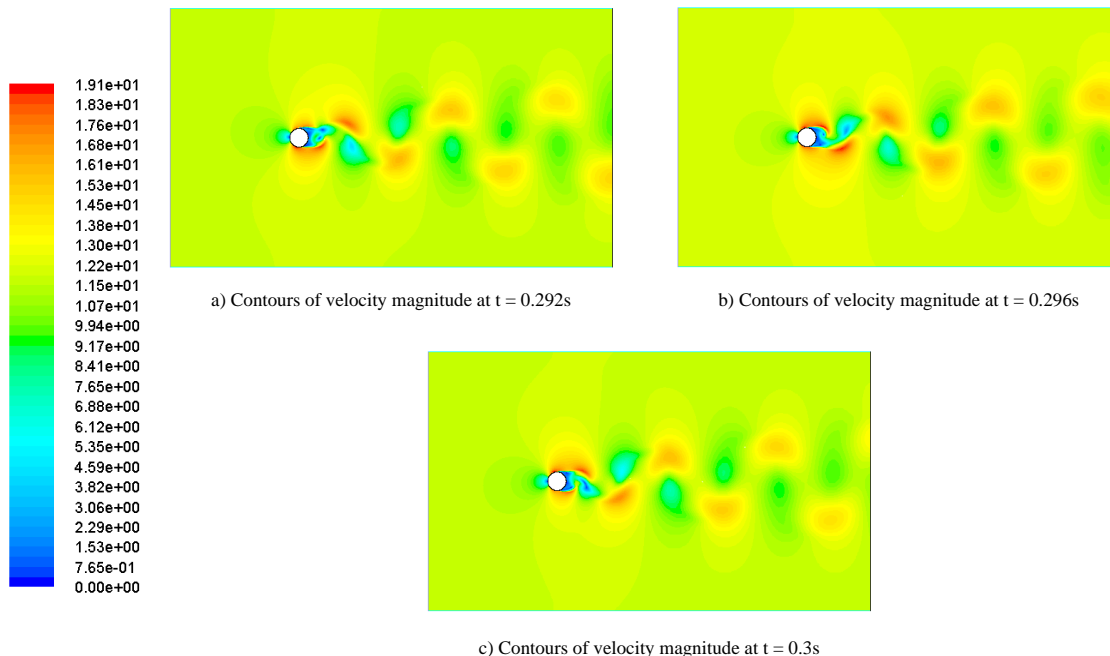 1.91e+01
1.83e+01
1.76e+01
1.68e+01
1.61e+01
1.53e+01
1.45e+01
1.38e+01
1.30e+01
1.22e+01
1.15e+01
1.07e+01
9.94e+00
9.17e+00
8.41e+00
7.65e+00
6.88e+00
6.12e+00
5.35e+00
4.59e+00
3.82e+00
3.06e+00
2.29e+00
1.53e+00
7.65e-01
0.00e+00
a) Contours of velocity magnitude at t = 0.292s
b) Contours of velocity magnitude at t = 0.296s
c) Contours of velocity magnitude at t = 0.3s